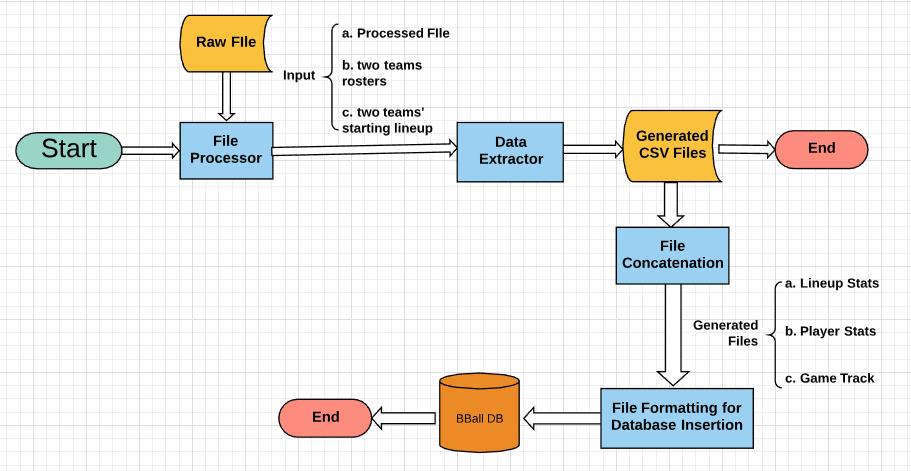 Raw FIle
Input
a. Processed FIle
b. two teams
rosters
c. two teams'
starting lineup
Start
File
Processor
Data
Extractor
Generated
CSV Files
End
File
Concatenation
Generated
Files
a. Lineup Stats
b. Player Stats
c. Game Track
File Formatting for
Database Insertion
BBall DB
End